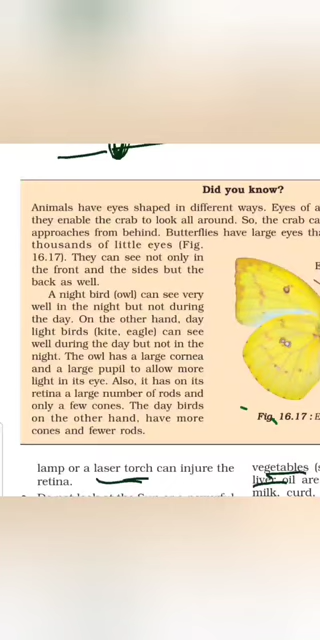 Did you know?
Animals have eyes shaped in different ways. Eyes of a
they enable the crab to look all around. So, the crab ca
approaches from behind. Butterflies have large eyes tha
thousands of little eyes (Fig.
16.17). They can see not only in
the front and the sides but the
back as well.
A night bird (owl) can see very
well in the night but not during
the day. On the other hand, day
light birds (kite, eagle) can see
well during the day but not in the
night. The owl has a large cornea
and a large pupil to allow more
light in its eye. Also, it has on its
retina a large number of rods and
only a few cones. The day birds
on the other hand, have more
cones and fewer rods.
E
Fig. 16.17 : E
lamp or a laser torch can injure the
retina.
vegetables (s
liver oil are
milk, curd,